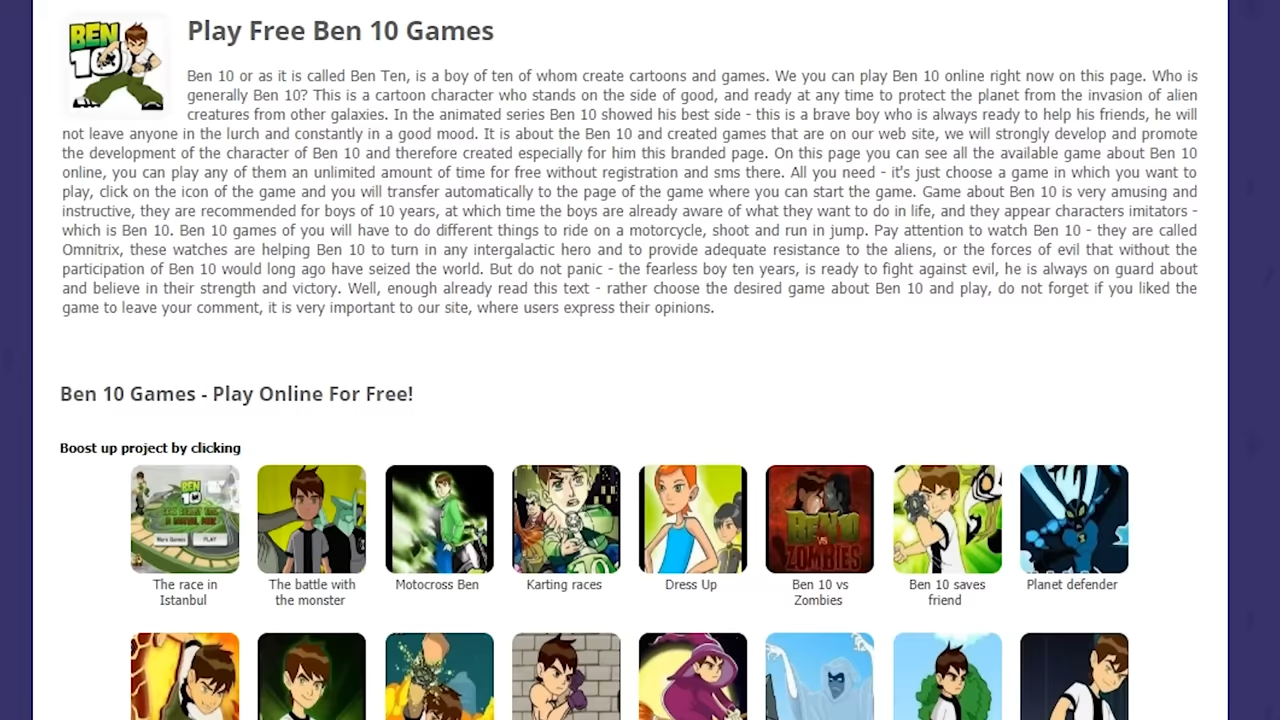 BEN
10
Play Free Ben 10 Games
Ben 10 or as it is called Ben Ten, is a boy of ten of whom create cartoons and games. We you can play Ben 10 online right now on this page. Who is
generally Ben 10? This is a cartoon character who stands on the side of good, and ready at any time to protect the planet from the invasion of alien
creatures from other galaxies. In the animated series Ben 10 showed his best side - this is a brave boy who is always ready to help his friends, he will
not leave anyone in the lurch and constantly in a good mood. It is about the Ben 10 and created games that are on our web site, we will strongly develop and promote
the development of the character of Ben 10 and therefore created especially for him this branded page. On this page you can see all the available game about Ben 10
online, you can play any of them an unlimited amount of time for free without registration and sms there. All you need - it's just choose a game in which you want to
play, click on the icon of the game and you will transfer automatically to the page of the game where you can start the game. Game about Ben 10 is very amusing and
instructive, they are recommended for boys of 10 years, at which time the boys are already aware of what they want to do in life, and they appear characters imitators -
which is Ben 10. Ben 10 games of you will have to do different things to ride on a motorcycle, shoot and run in jump. Pay attention to watch Ben 10 - they are called
Omnitrix, these watches are helping Ben 10 to turn in any intergalactic hero and to provide adequate resistance to the aliens, or the forces of evil that without the
participation of Ben 10 would long ago have seized the world. But do not panic - the fearless boy ten years, is ready to fight against evil, he is always on guard about
and believe in their strength and victory. Well, enough already read this text - rather choose the desired game about Ben 10 and play, do not forget if you liked the
game to leave your comment, it is very important to our site, where users express their opinions.
Ben 10 Games - Play Online For Free!
Boost up project by clicking
BEN
10
More Games PLAY
BEN 10
VS
ZOMBIES
The race in
Istanbul
The battle with
the monster
Motocross Ben
Karting races
Dress Up
Ben 10 vs
Zombies
Ben 10 saves
friend
Planet defender